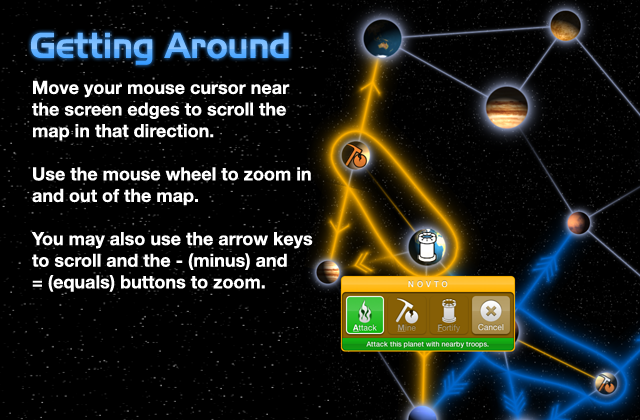 Getting Around
Move your mouse cursor near
the screen edges to scroll the
map in that direction.
Use the mouse wheel to zoom in
and out of the map.
You may also use the arrow keys
to scroll and the - (minus) and
= (equals) buttons to zoom.
NOVTO
Attack Mine Fortify Cancel
Attack this planet with nearby troops.